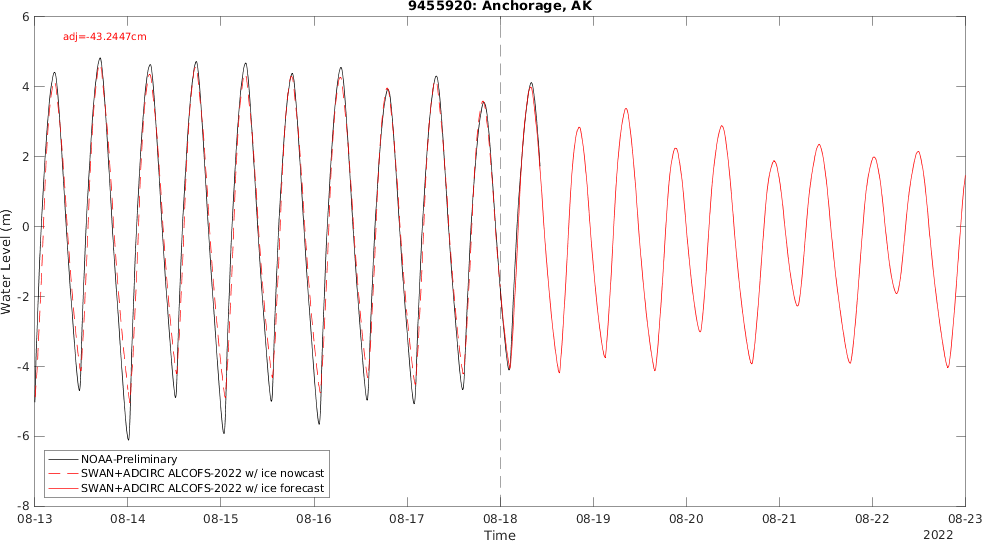 9455920: Anchorage, AK
adj=-43.2447cm
6
4
2
0
-2
-4
-6
-8
Water Level (m)
NOAA-Preliminary
SWAN+ADCIRC ALCOFS-2022 w/ ice nowcast
SWAN+ADCIRC ALCOFS-2022 w/ ice forecast
08-13 08-14 08-15 08-16 08-17 08-18 08-19 08-20 08-21 08-22 08-23
Time
2022